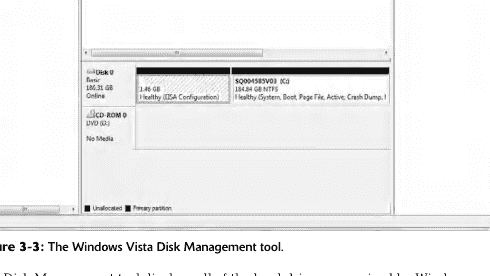 Disk 0
Basic
186.31 GB
Online
1.46 GB
Healthy (EISA Configuration)
SQ004585V03 (C:)
184.84 GB NTFS
Healthy (System, Boot, Page File, Active, Crash Dump, I
CD-ROM 0
DVD (D:)
No Media
Unallocated Primary partition
ure 3-3: The Windows Vista Disk Management tool.